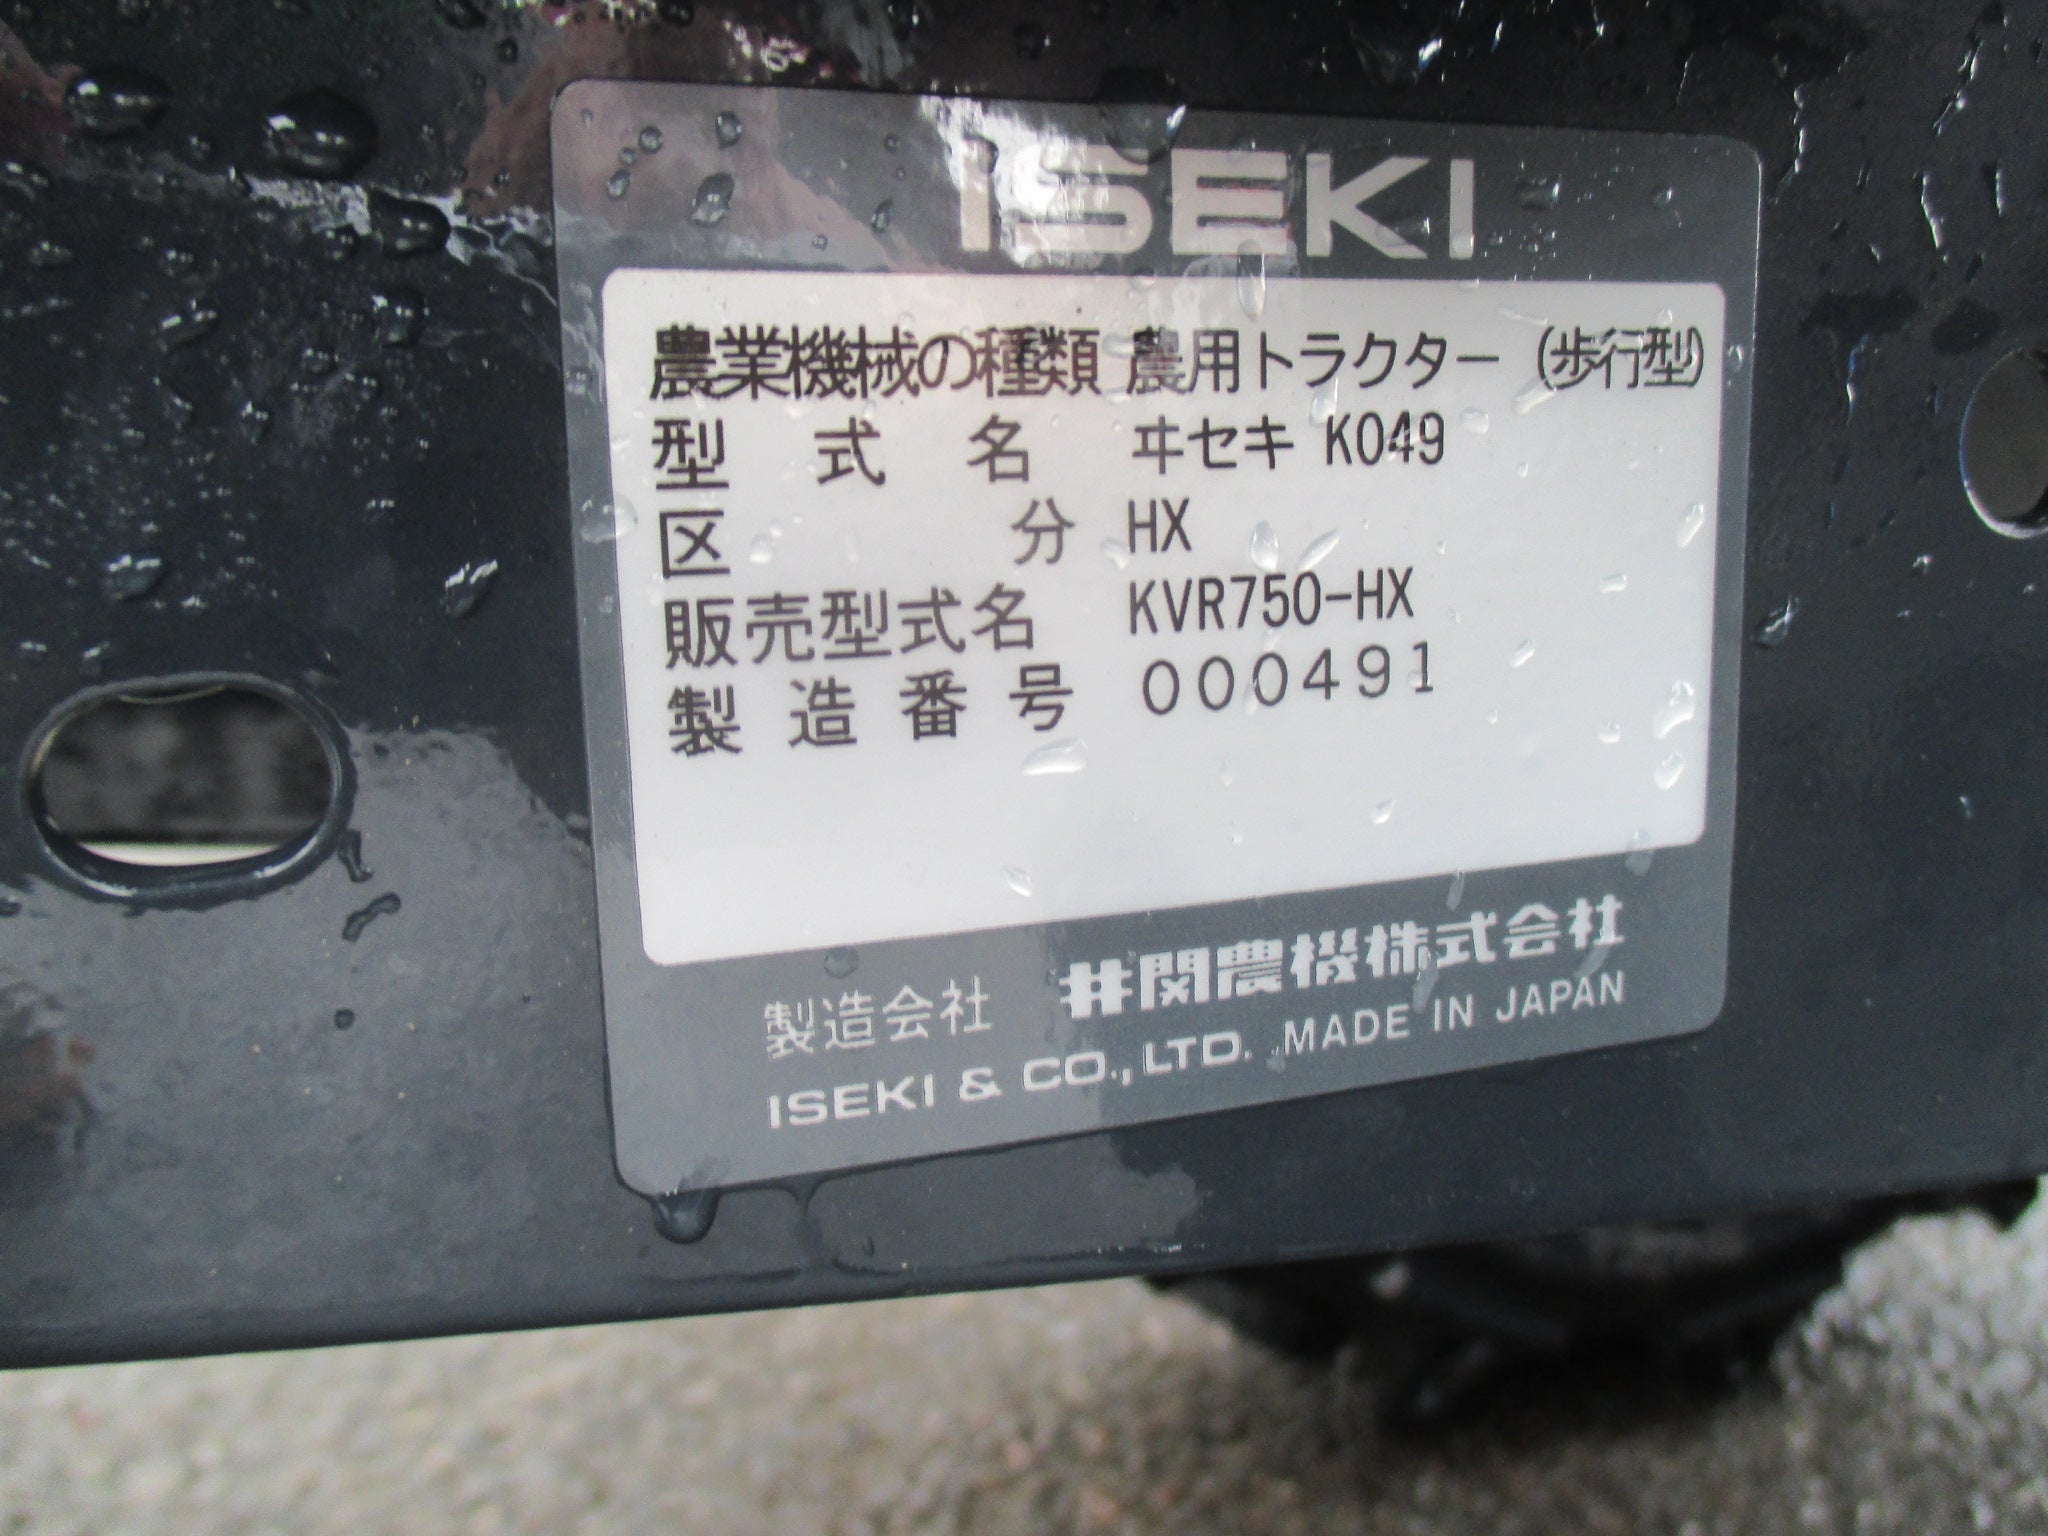 ISEKI
農業機械の種類 農用トラクター (歩行型)
型式名 ヰセキ K049
区分 HX
販売型式名 KVR750-HX
製造番号 000491
製造会社 井関農機株式会社
ISEKI & CO., LTD. MADE IN JAPAN